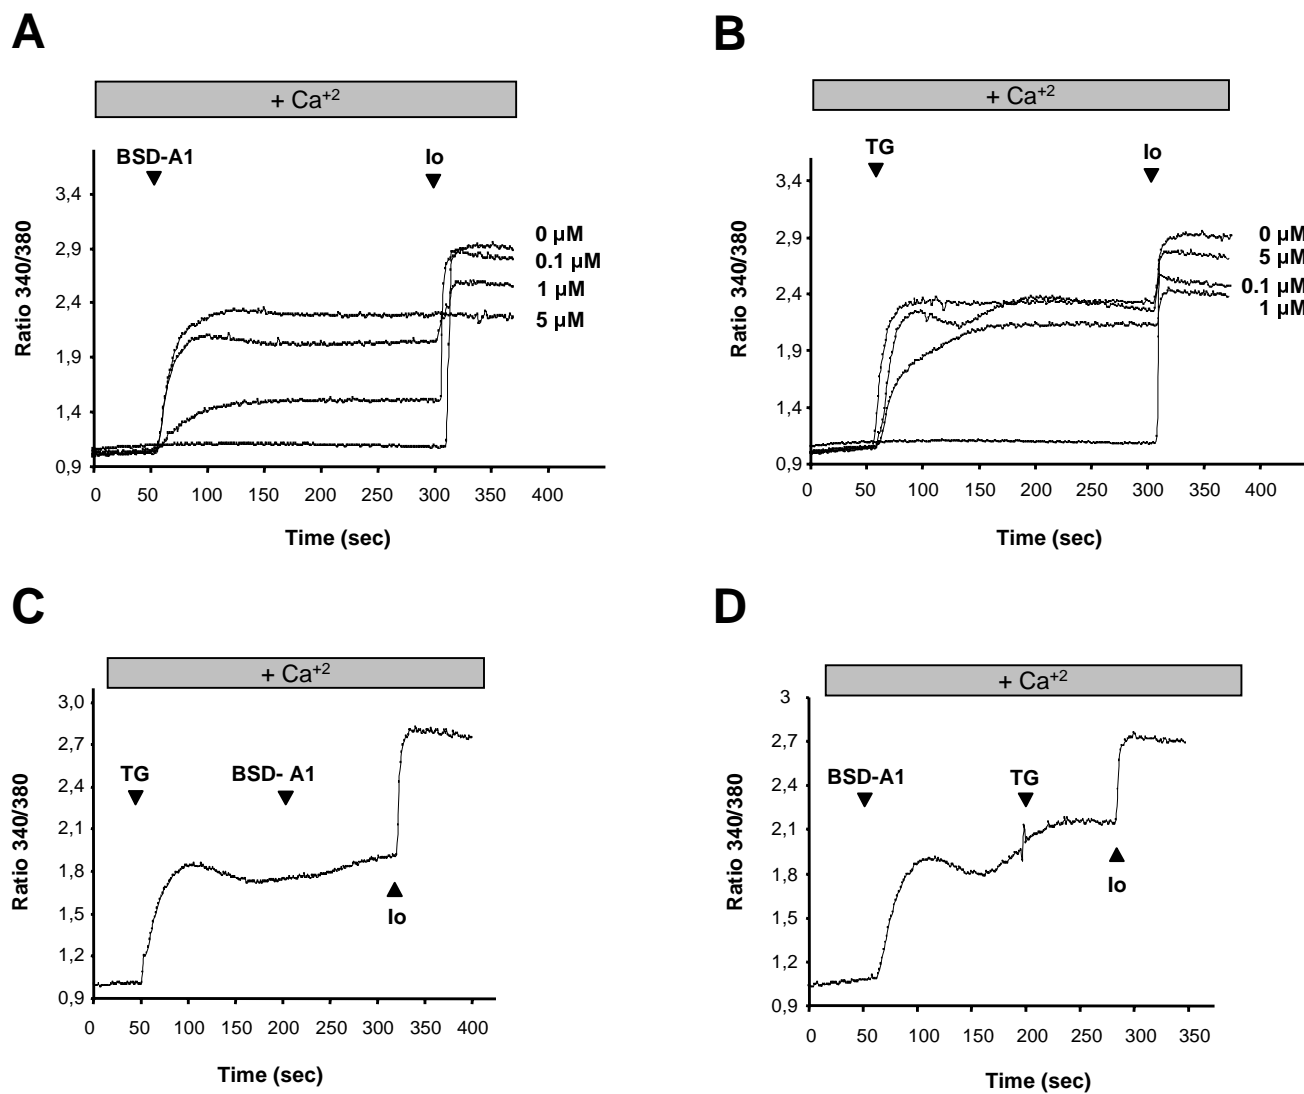 A
+ Ca+2
BSD-A1
Io
3,4
2,9
2,4
1,9
1,4
0,9
Ratio 340/380
0 µM
0.1 µM
1 µM
5 µM
0 50 100 150 200 250 300 350 400
Time (sec)
B
+ Ca+2
TG
Io
3,4
2,9
2,4
1,9
1,4
0,9
Ratio 340/380
0 µM
5 µM
0.1 µM
1 µM
0 50 100 150 200 250 300 350 400
Time (sec)
C
+ Ca+2
3,0
2,7
2,4
2,1
1,8
1,5
1,2
0,9
Ratio 340/380
TG
BSD- A1
Io
0 50 100 150 200 250 300 350 400
Time (sec)
D
+ Ca+2
3
2,7
2,4
2,1
1,8
1,5
1,2
0,9
Ratio 340/380
BSD-A1
TG
Io
0 50 100 150 200 250 300 350
Time (sec)